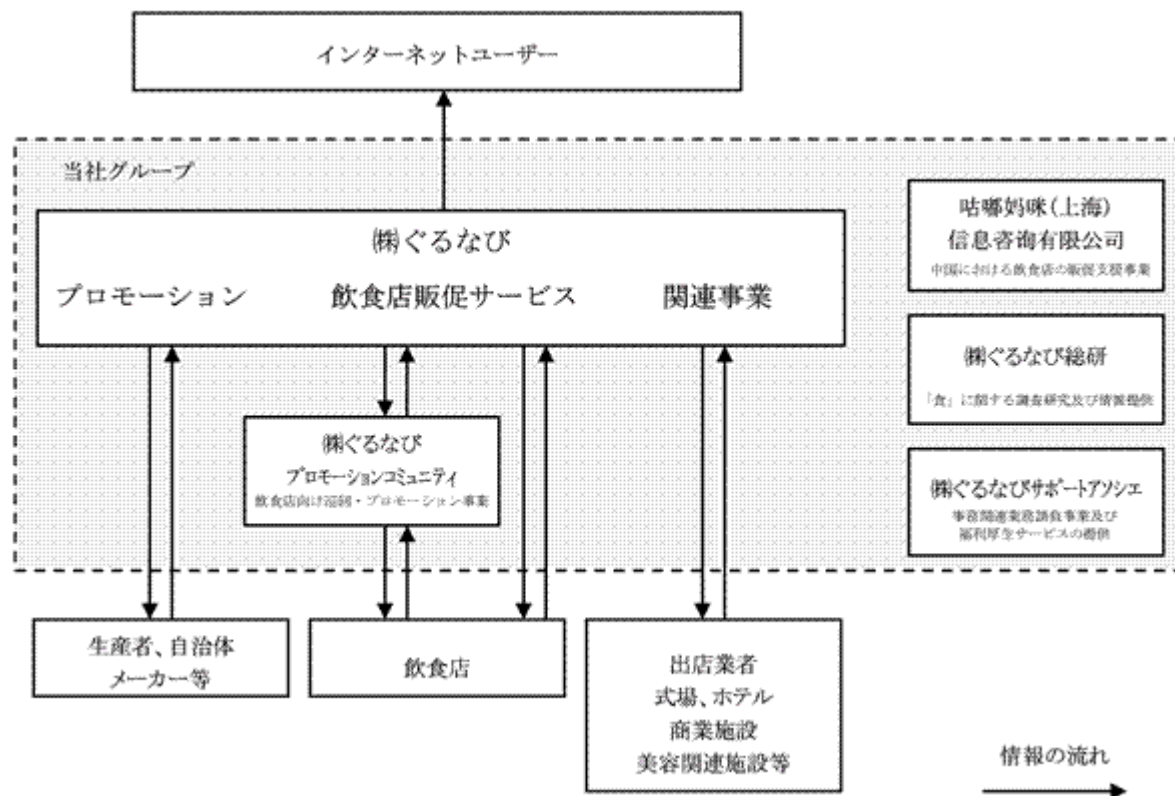 インターネットユーザー
当社グループ
㈱ぐるなび
プロモーション 飲食店販促サービス 関連事業
咕嘟妈咪(上海)
信息咨询有限公司
中国における飲食店の販促支援事業
㈱ぐるなび総研
「食」に関する調査研究及び情報提供
㈱ぐるなび
プロモーションコミュニティ
飲食店向け巡回・プロモーション事業
㈱ぐるなびサポートアソシエ
事務関連業務請負事業及び
福利厚生サービスの提供
生産者、自治体
メーカー等
飲食店
出店業者
式場、ホテル
商業施設
美容関連施設等
情報の流れ